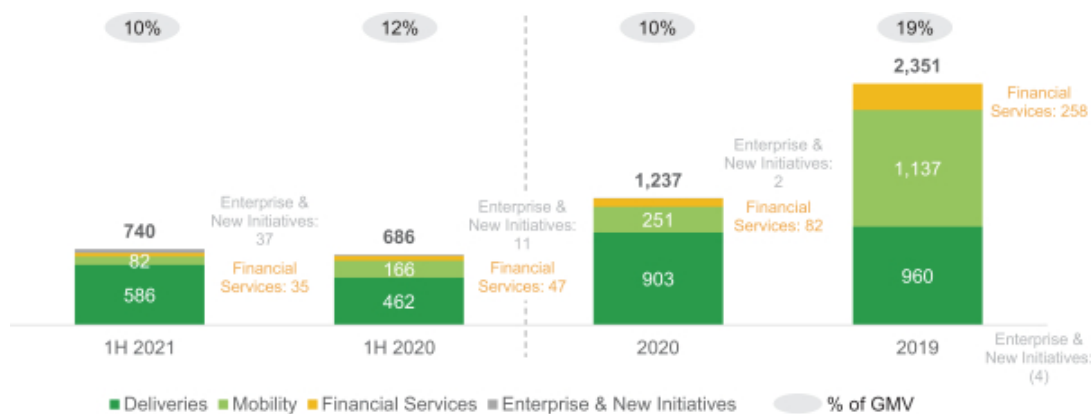 10%
12%
10%
19%
2,351
Financial
Services: 258
1,137
960
Enterprise &
New Initiatives:
(4)
Enterprise &
New Initiatives:
2
1,237
251
Financial
Services: 82
903
Enterprise &
New Initiatives:
37
740
82
Financial
Services: 35
586
Enterprise &
New Initiatives:
11
686
166
Financial
Services: 47
462
1H 2021
1H 2020
2020
2019
Deliveries
Mobility
Financial Services
Enterprise & New Initiatives
% of GMV